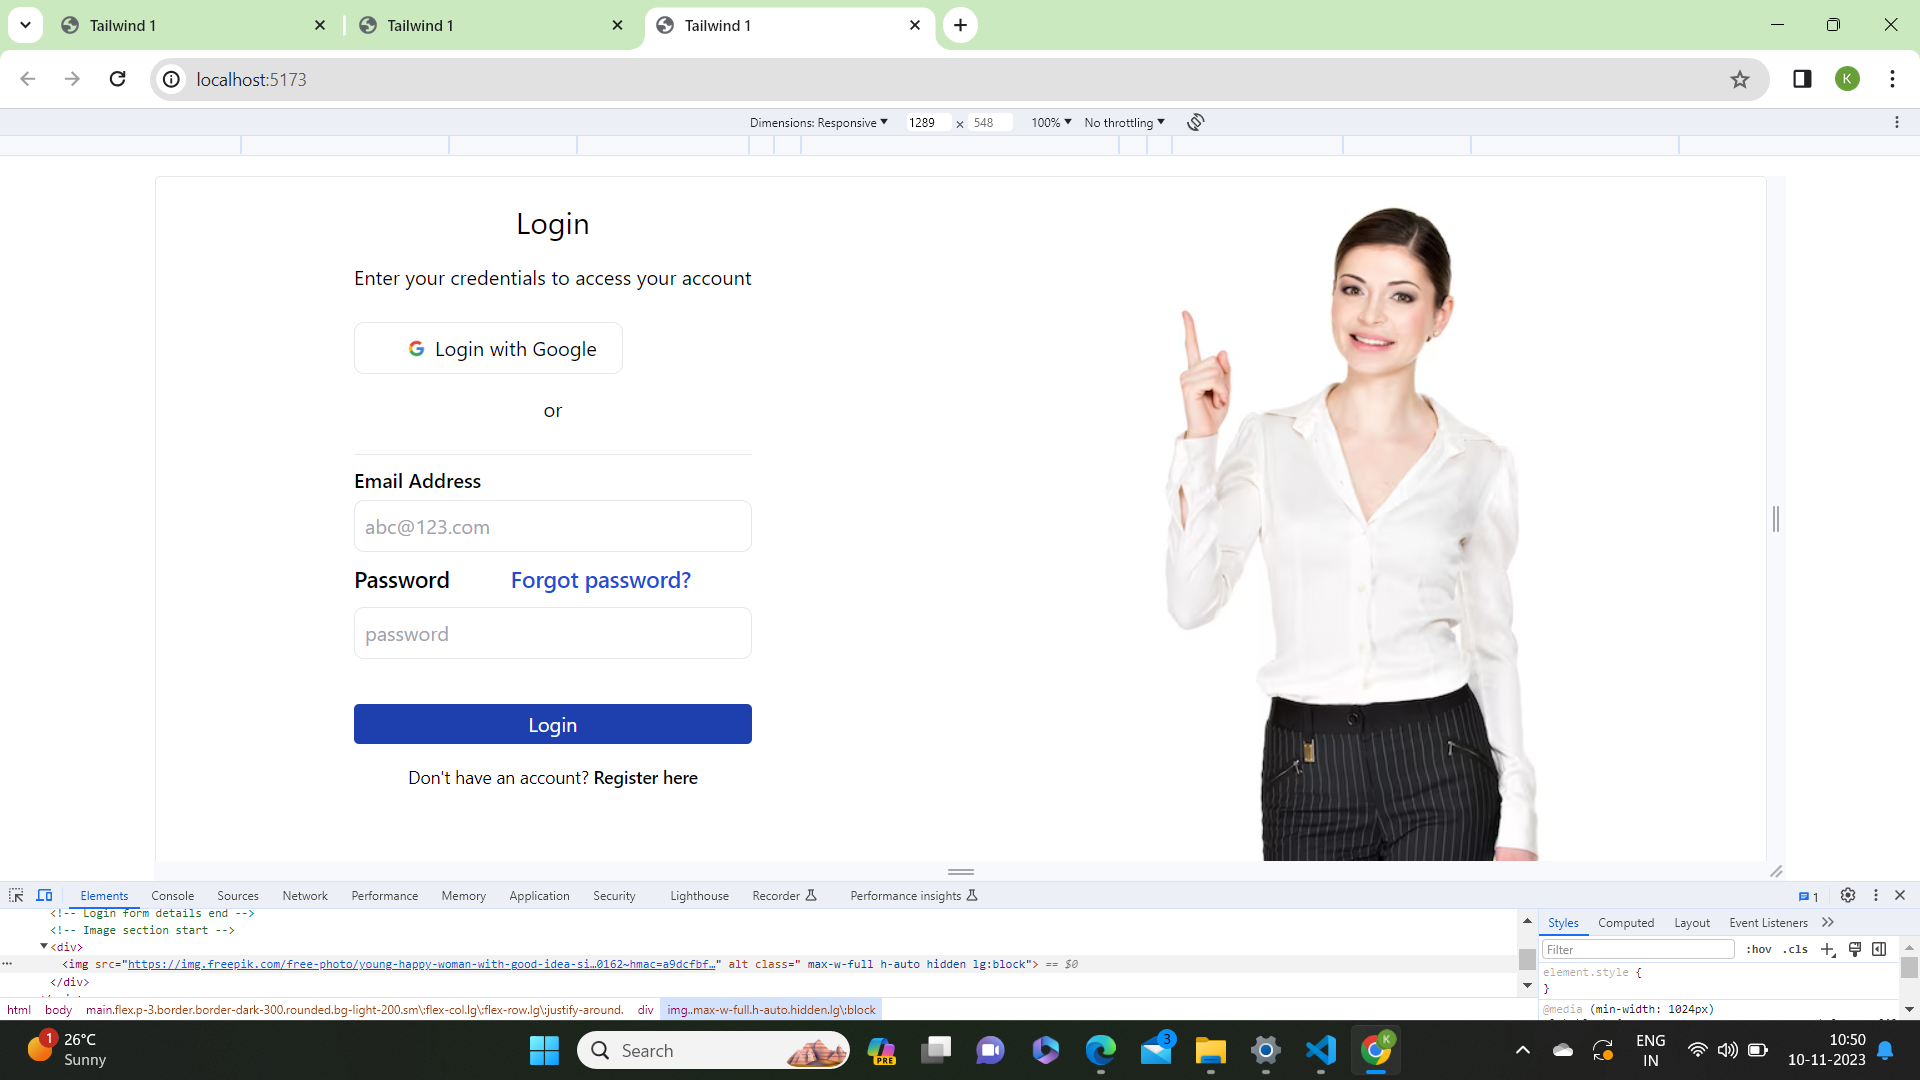 Tailwind 1
Tailwind 1
Tailwind 1
localhost:5173
K
Dimensions: Responsive 1289 × 548 100% No throttling
Login
Enter your credentials to access your account
Login with Google
or
Email Address
abc@123.com
Password Forgot password?
password
Login
Don't have an account? Register here
Elements Console Sources Network Performance Memory Application Security Lighthouse Recorder Performance insights 1
<!-- Login form details end -->
<!-- Image section start -->
<div>
<img src="https://img.freepik.com/free-photo/young-happy-woman-with-good-idea-si…0162~hmac=a9dcfbf…" alt class=" max-w-full h-auto hidden lg:block"> == $0
</div>
html body main.flex.p-3.border.border-dark-300.rounded.bg-light-200.sm\:flex-col.lg\:flex-row.lg\:justify-around. div img..max-w-full.h-auto.hidden.lg\:block
Styles Computed Layout Event Listeners
Filter :hov .cls
element.style {
}
@media (min-width: 1024px)
1 26°C
Sunny
Search
PRE
3
K
ENG
IN
10:50
10-11-2023